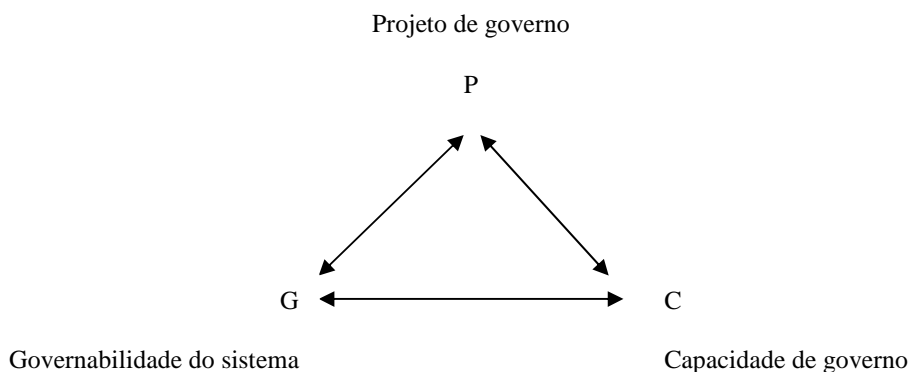 Projeto de governo
P
G
C
Governabilidade do sistema
Capacidade de governo